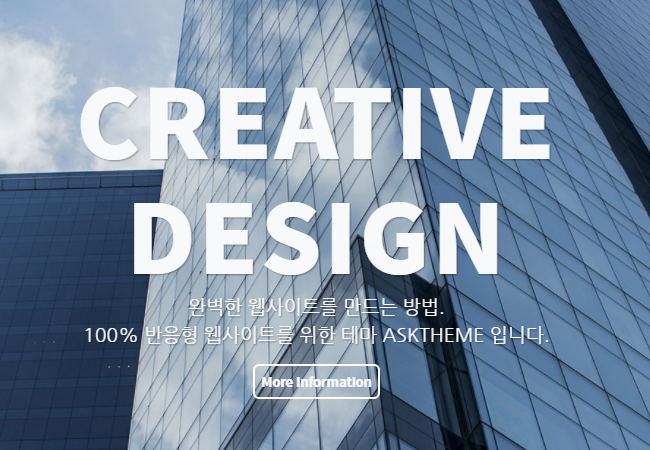 CREATIVE
DESIGN
완벽한 웹사이트를 만드는 방법.
100% 반응형 웹사이트를 위한 테마 ASKTHEME 입니다.
More Information